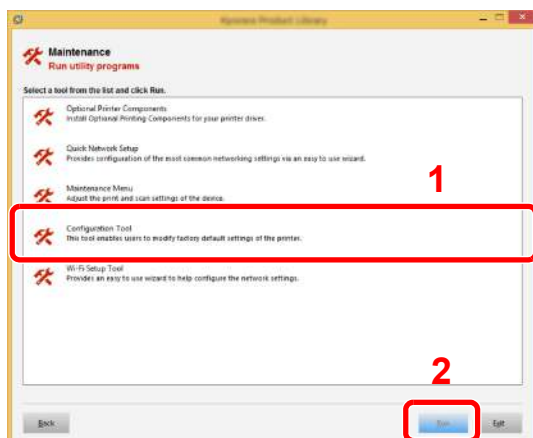 Product Library
Maintenance
Run utility programs
Select a tool from the list and click Run.
Optional Printer Components
Install Optional Printing Components for your printer driver.
Quick Network Setup
Provides configuration of the most common networking settings via an easy to use wizard.
1
Maintenance Menu
Adjust the print and scan settings of the device.
Configuration Tool
This tool enables users to modify factory default settings of the printer.
Wi-Fi Setup Tool
Provides an easy to use wizard to help configure the network settings.
2
Back
Run
Exit